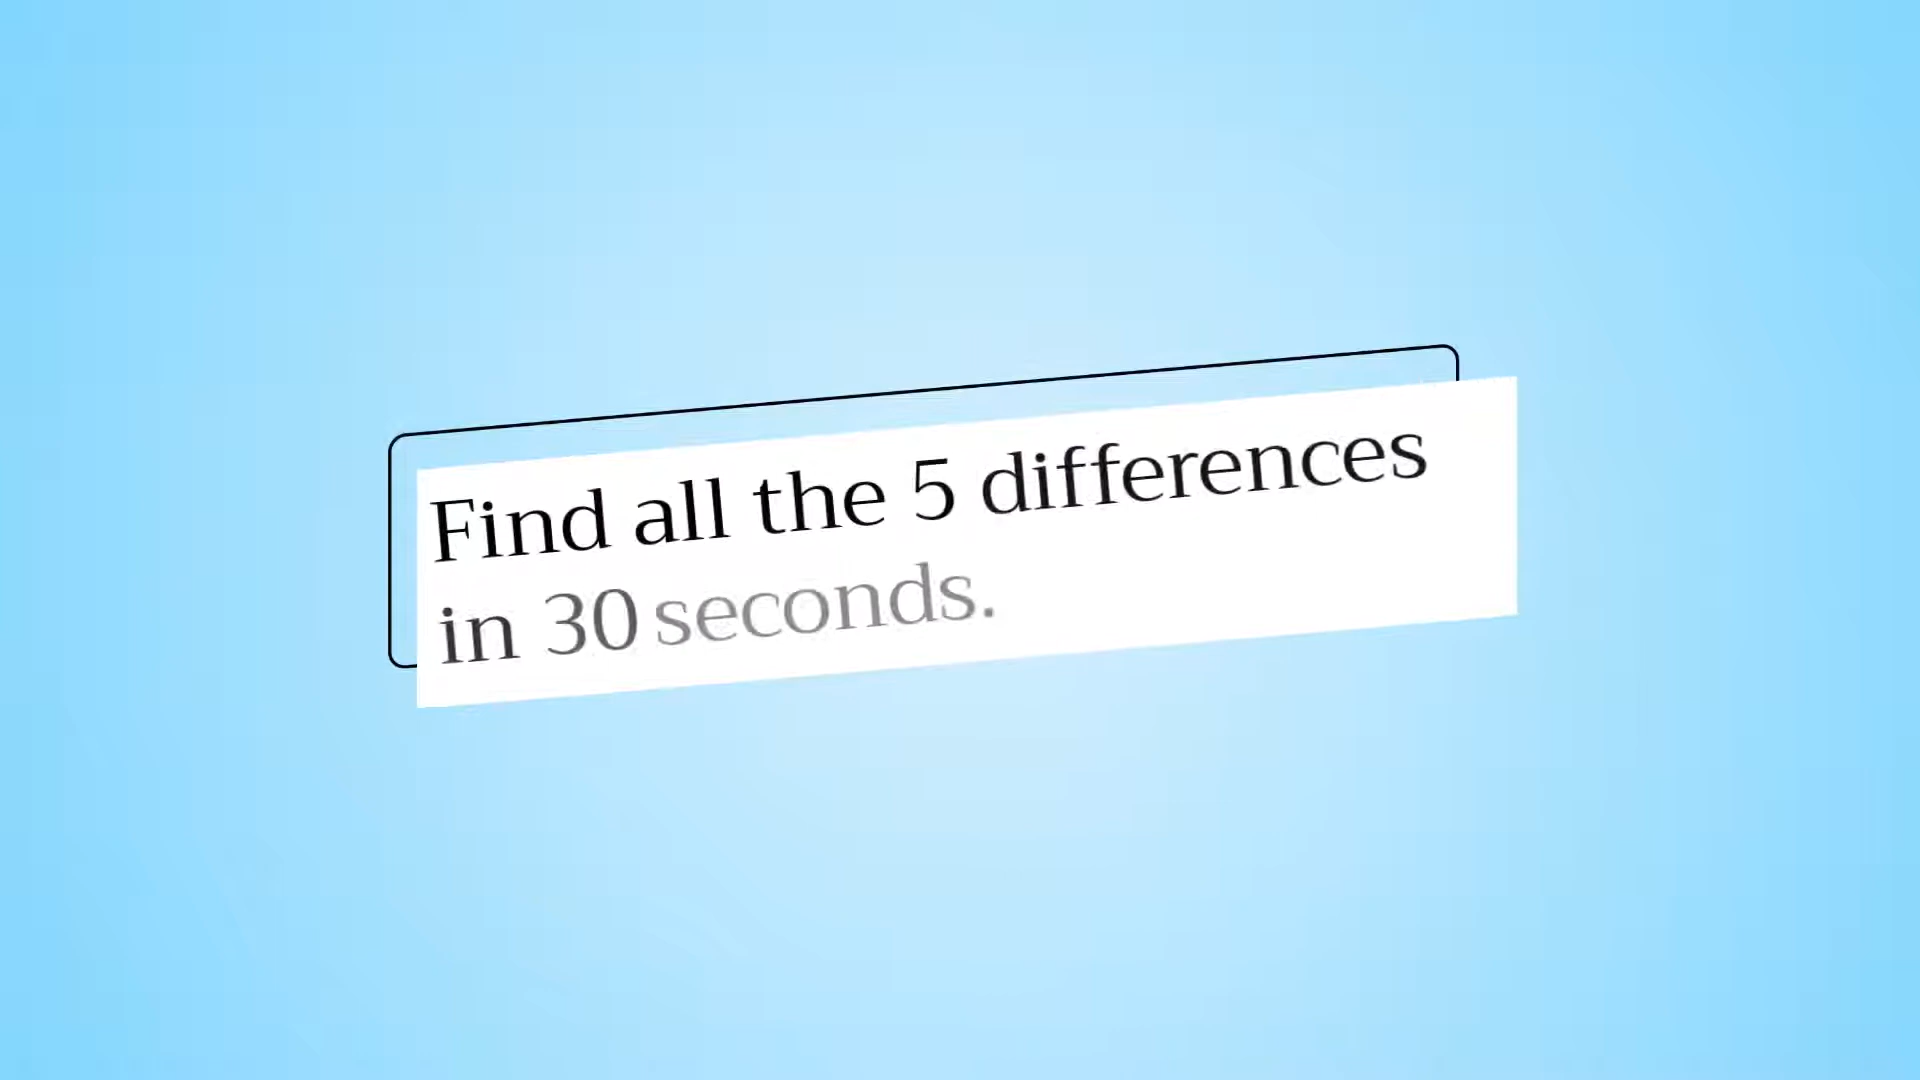 Find all the 5 differences
in 30 seconds.